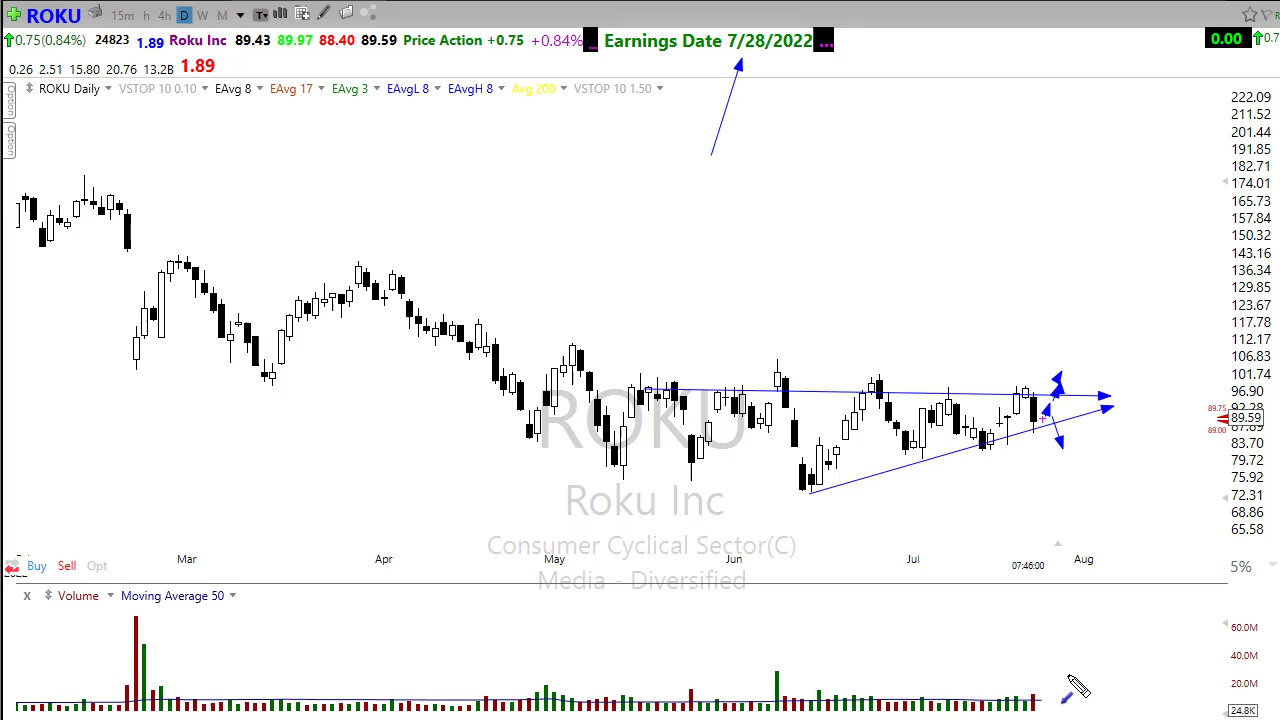 ROKU 15m h 4h D W M
0.75(0.84%) 24823 1.89 Roku Inc 89.43 89.97 88.40 89.59 Price Action +0.75 +0.84% ... Earnings Date 7/28/2022 ... 0.00
0.26 2.51 15.80 20.76 13.2B 1.89
ROKU Daily VSTOP 10 0.10 EAvg 8 EAvg 17 EAvg 3 EAvgL 8 EAvgH 8 Avg 200 VSTOP 10 1.50
Option
Option
222.09
211.52
201.44
191.85
182.71
174.01
165.73
157.84
150.32
143.16
136.34
129.85
123.67
117.78
112.17
106.83
101.74
96.90
89.75
89.59
89.00
83.70
79.72
75.92
72.31
68.86
65.58
ROKU
Roku Inc
Consumer Cyclical Sector(C)
Media - Diversified
Mar Apr May Jun Jul Aug
07:46:00
Buy Sell Opt
5%
X Volume Moving Average 50
60.0M
40.0M
20.0M
24.8K